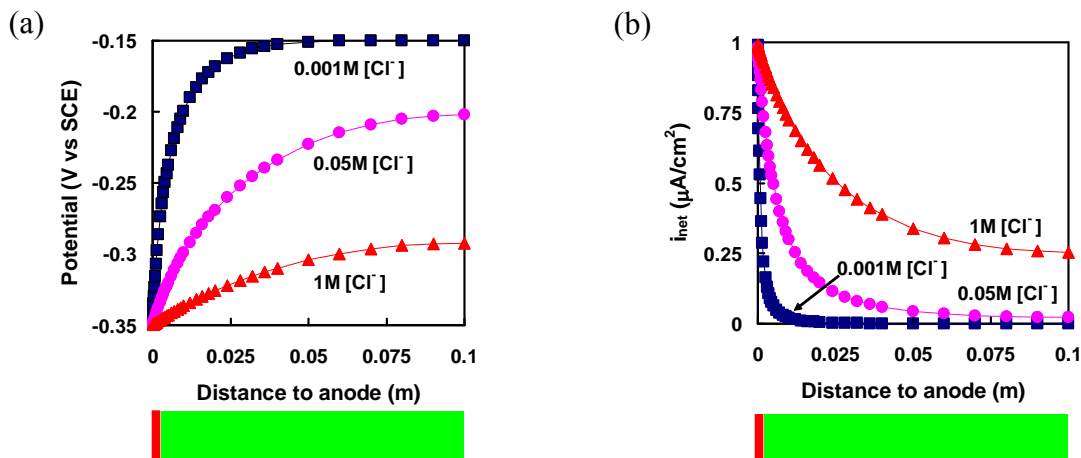 (a)
Potential (V vs SCE)
-0.15
-0.2
-0.25
-0.3
-0.35
0.001M [Cl⁻]
0.05M [Cl⁻]
1M [Cl⁻]
0 0.025 0.05 0.075 0.1
Distance to anode (m)
(b)
i_net (μA/cm²)
1
0.75
0.5
0.25
0
1M [Cl⁻]
0.001M [Cl⁻]
0.05M [Cl⁻]
0 0.025 0.05 0.075 0.1
Distance to anode (m)